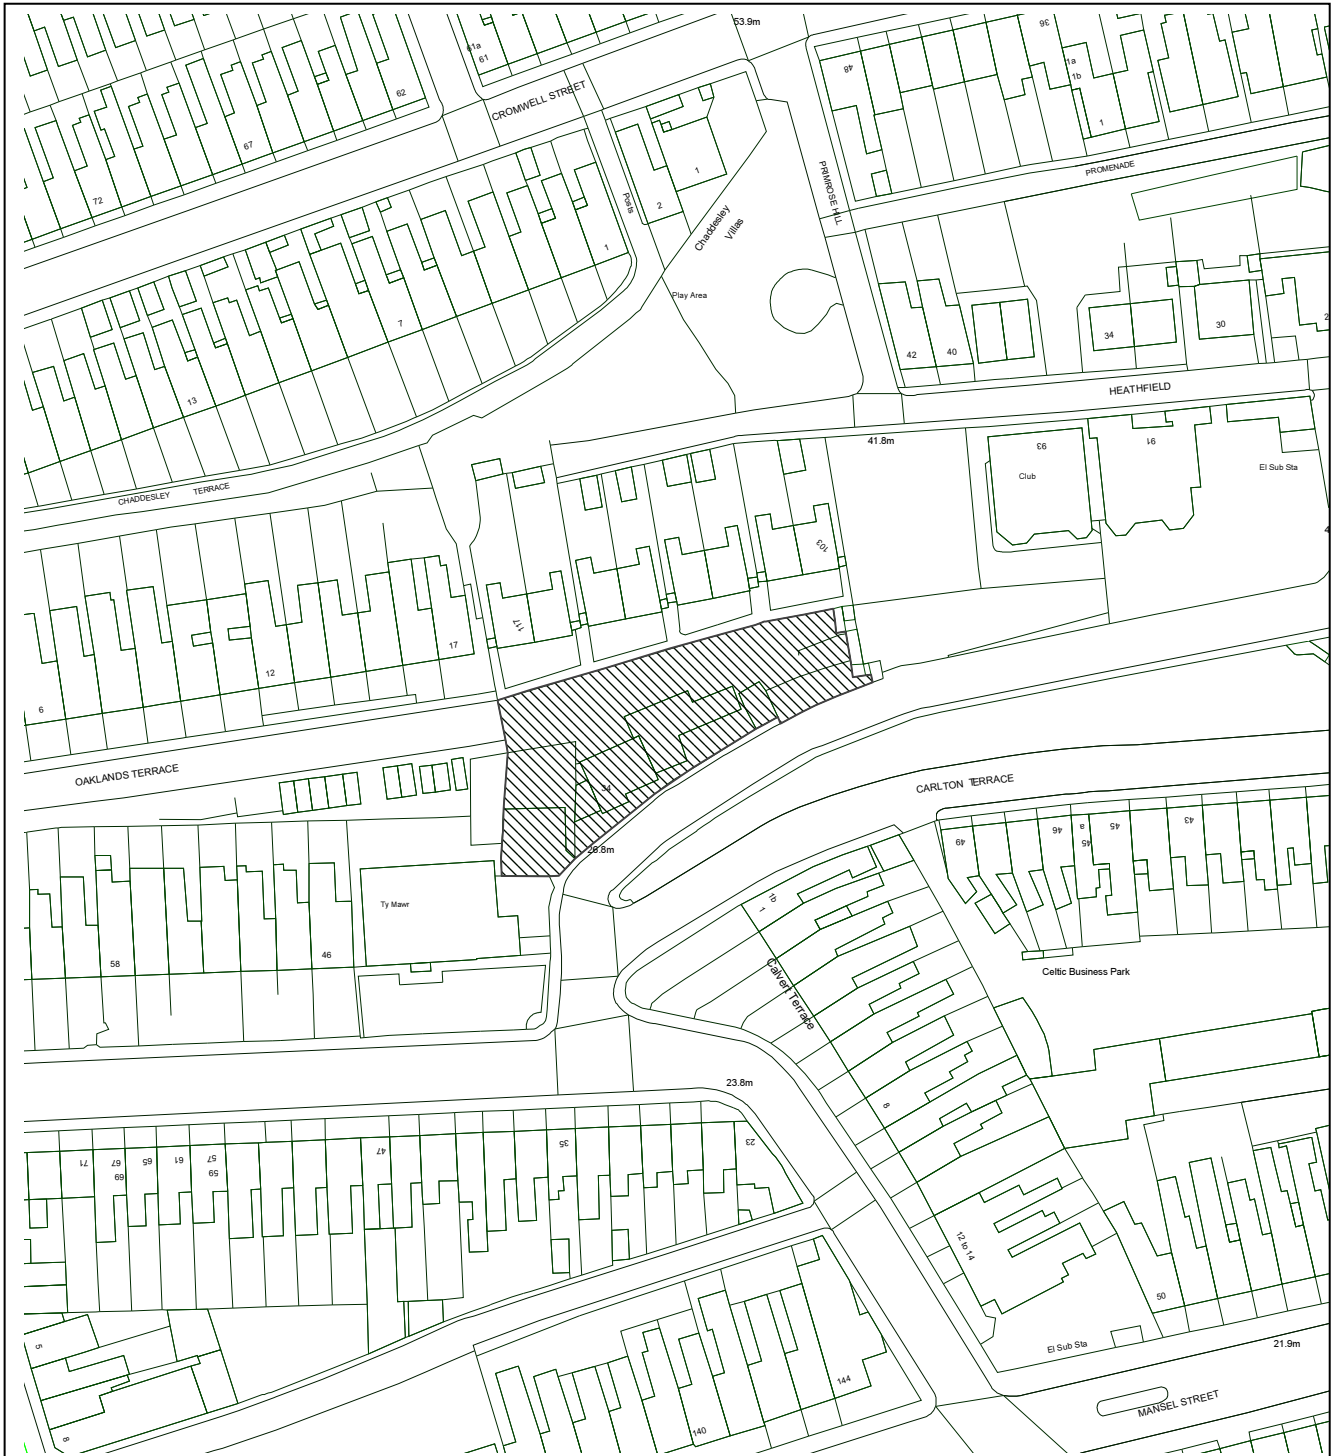 53.9m
61a
61
36
48
1a
1b
1
62
CROMWELL STREET
67
72
PROMENADE
PRIMROSE HILL
1
2
Posts
Chaddesley
Villas
1
Play Area
7
13
42
40
34
30
2
HEATHFIELD
41.8m
93
Club
91
El Sub Sta
4
CHADDESLEY TERRACE
103
117
17
12
6
OAKLANDS TERRACE
34
26.8m
CARLTON TERRACE
49
46
a
45
45
43
1b
1
Ty Mawr
46
58
Calvert Terrace
Celtic Business Park
23.8m
8
71
67
69
65
61
57
59
47
35
23
12 to 14
50
El Sub Sta
21.9m
MANSEL STREET
144
140
5
8